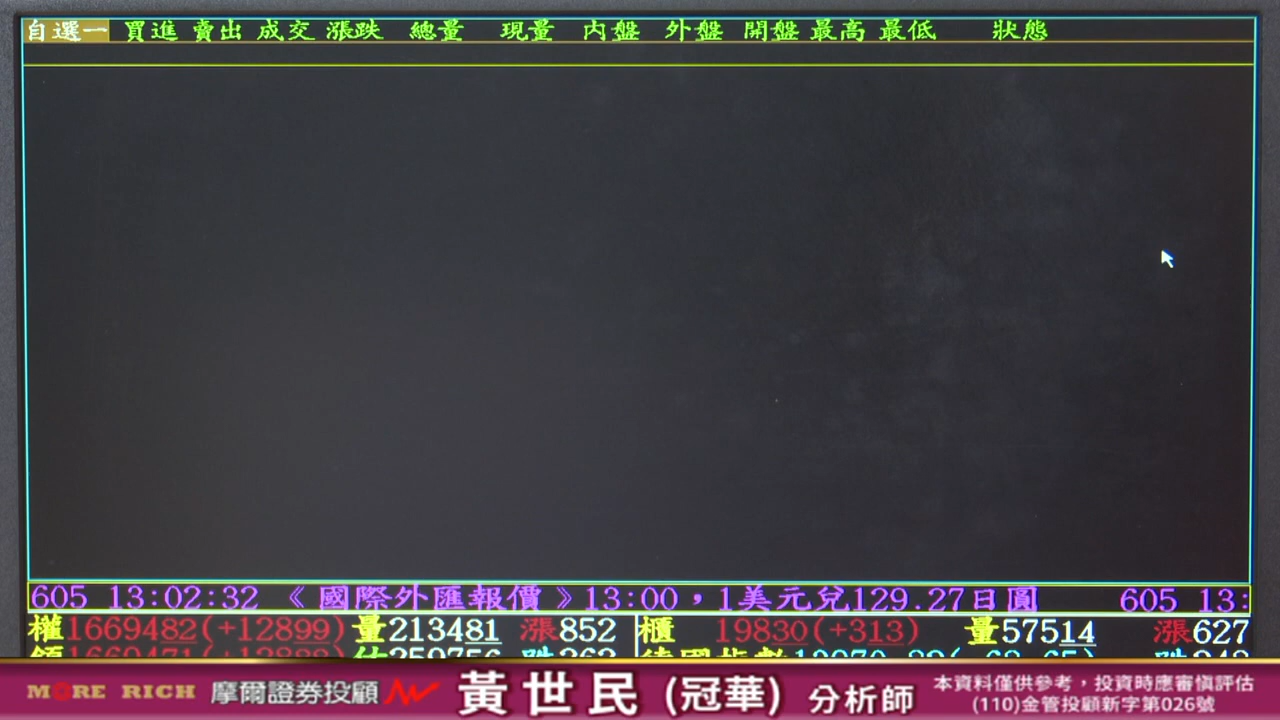 自選一 買進 賣出 成交 漲跌 總量 現量 內盤 外盤 開盤 最高 最低 狀態
605 13:02:32 《國際外匯報價》13:00，1美元兌129.27日圓 605 13:
權1669482(+12899) 量213481 漲852 櫃 19830(+313) 量57514 漲627
MORE RICH 摩爾證券投顧 黃世民 (冠華) 分析師
本資料僅供參考，投資時應審慎評估
(110)金管投顧新字第026號